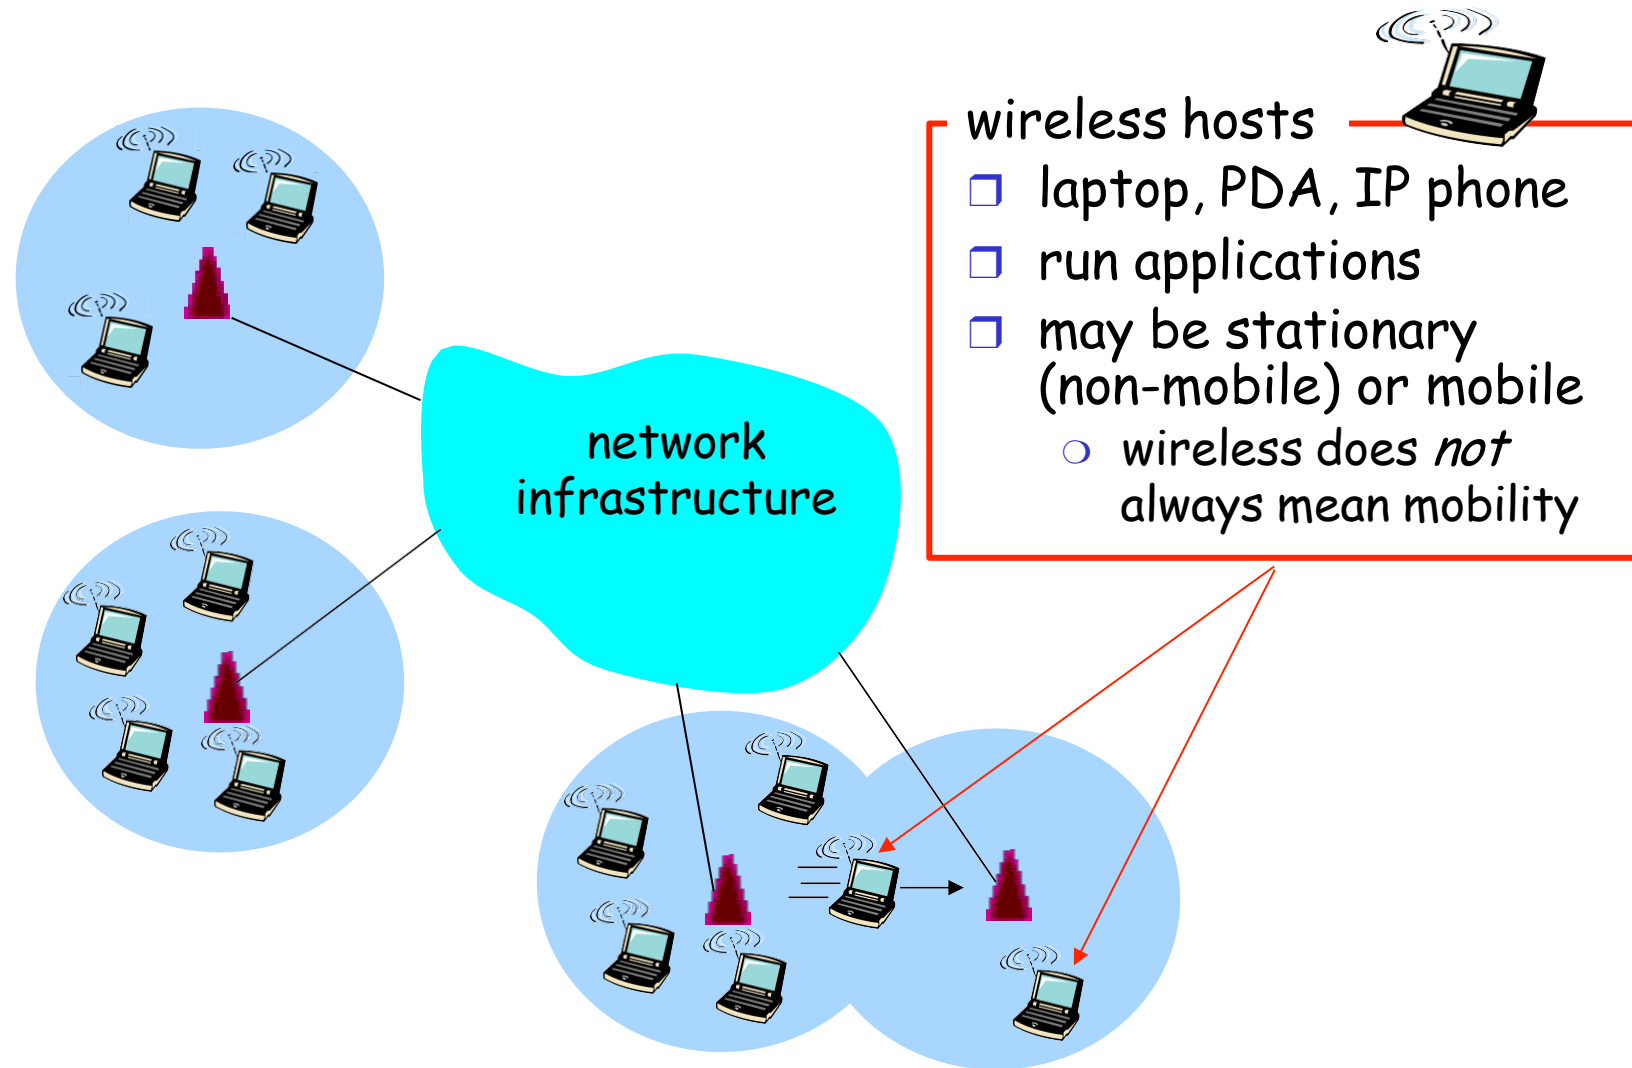 wireless hosts
laptop, PDA, IP phone
run applications
may be stationary
(non-mobile) or mobile
wireless does not
always mean mobility
network
infrastructure